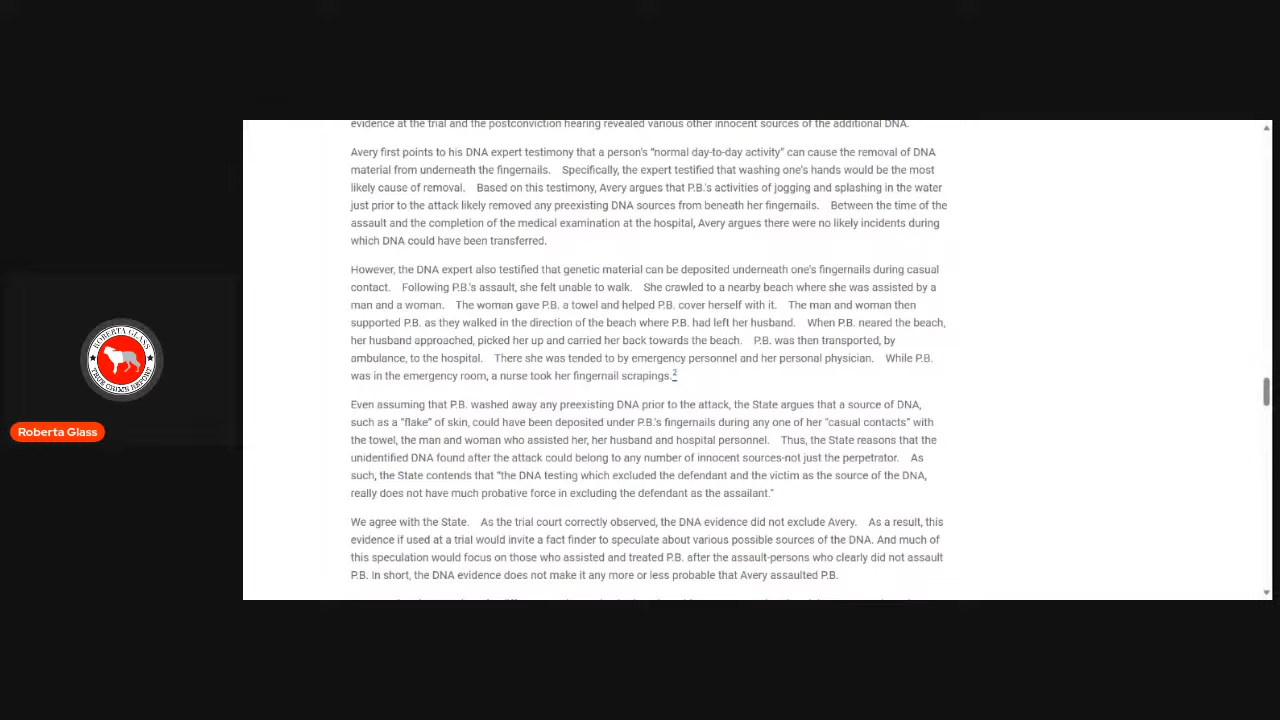 evidence at the trial and the postconviction hearing revealed various other innocent sources of the additional DNA.
Avery first points to his DNA expert testimony that a person's “normal day-to-day activity” can cause the removal of DNA
material from underneath the fingernails. Specifically, the expert testified that washing one's hands would be the most
likely cause of removal. Based on this testimony, Avery argues that P.B.'s activities of jogging and splashing in the water
just prior to the attack likely removed any preexisting DNA sources from beneath her fingernails. Between the time of the
assault and the completion of the medical examination at the hospital, Avery argues there were no likely incidents during
which DNA could have been transferred.
However, the DNA expert also testified that genetic material can be deposited underneath one's fingernails during casual
contact. Following P.B.'s assault, she felt unable to walk. She crawled to a nearby beach where she was assisted by a
man and a woman. The woman gave P.B. a towel and helped P.B. cover herself with it. The man and woman then
supported P.B. as they walked in the direction of the beach where P.B. had left her husband. When P.B. neared the beach,
her husband approached, picked her up and carried her back towards the beach. P.B. was then transported, by
ambulance, to the hospital. There she was tended to by emergency personnel and her personal physician. While P.B.
was in the emergency room, a nurse took her fingernail scrapings.2
Even assuming that P.B. washed away any preexisting DNA prior to the attack, the State argues that a source of DNA,
such as a “flake” of skin, could have been deposited under P.B.'s fingernails during any one of her “casual contacts” with
the towel, the man and woman who assisted her, her husband and hospital personnel. Thus, the State reasons that the
unidentified DNA found after the attack could belong to any number of innocent sources-not just the perpetrator. As
such, the State contends that “the DNA testing which excluded the defendant and the victim as the source of the DNA,
really does not have much probative force in excluding the defendant as the assailant.”
We agree with the State. As the trial court correctly observed, the DNA evidence did not exclude Avery. As a result, this
evidence if used at a trial would invite a fact finder to speculate about various possible sources of the DNA. And much of
this speculation would focus on those who assisted and treated P.B. after the assault-persons who clearly did not assault
P.B. In short, the DNA evidence does not make it any more or less probable that Avery assaulted P.B.
ROBERTA GLASS
TRUE CRIME REPORT
Roberta Glass